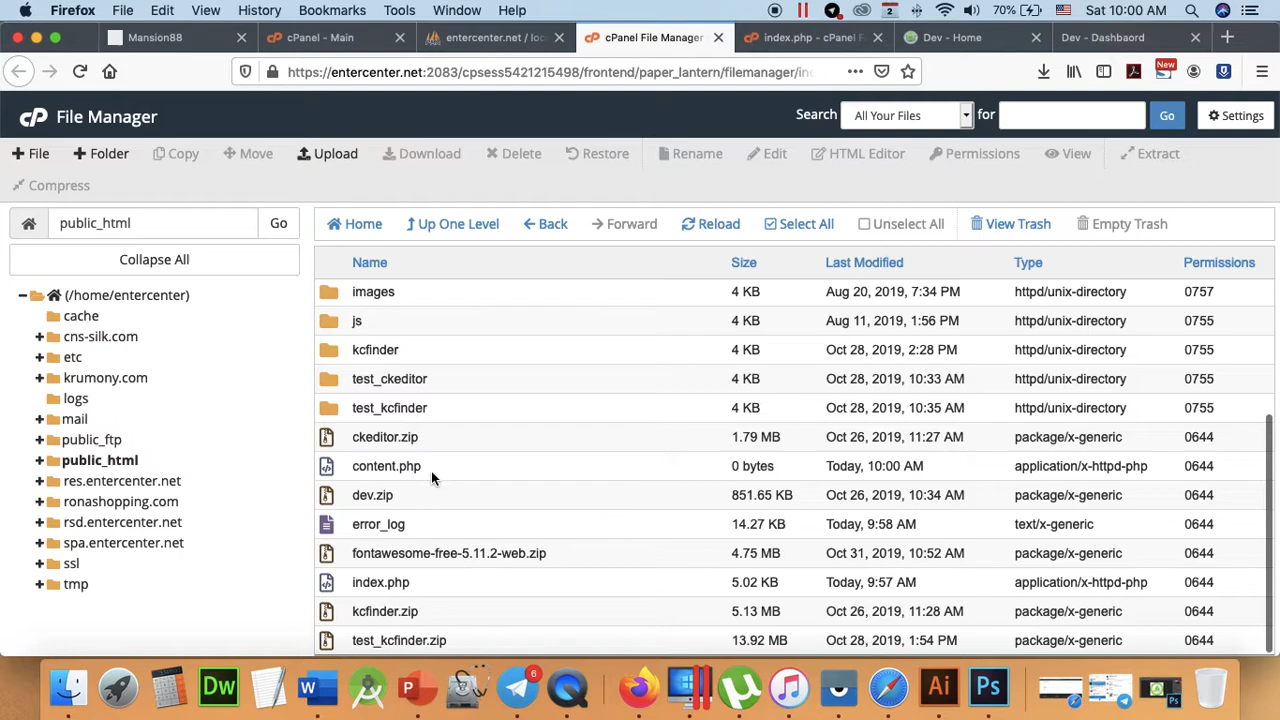 Firefox File Edit View History Bookmarks Tools Window Help 2 70% Sat 10:00 AM
Mansion88 cPanel - Main entercenter.net / loc cPanel File Manager index.php - cPanel F Dev - Home Dev - Dashbaord
https://entercenter.net:2083/cpsess5421215498/frontend/paper_lantern/filemanager/in New
cP File Manager Search All Your Files for Go Settings
File Folder Copy Move Upload Download Delete Restore Rename Edit HTML Editor Permissions View Extract
Compress
public_html Go Home Up One Level Back Forward Reload Select All Unselect All View Trash Empty Trash
Collapse All
(/home/entercenter)
cache
cns-silk.com
etc
krumony.com
logs
mail
public_ftp
public_html
res.entercenter.net
ronashopping.com
rsd.entercenter.net
spa.entercenter.net
ssl
tmp
Name Size Last Modified Type Permissions
images 4 KB Aug 20, 2019, 7:34 PM httpd/unix-directory 0757
js 4 KB Aug 11, 2019, 1:56 PM httpd/unix-directory 0755
kcfinder 4 KB Oct 28, 2019, 2:28 PM httpd/unix-directory 0755
test_ckeditor 4 KB Oct 28, 2019, 10:33 AM httpd/unix-directory 0755
test_kcfinder 4 KB Oct 28, 2019, 10:35 AM httpd/unix-directory 0755
ckeditor.zip 1.79 MB Oct 26, 2019, 11:27 AM package/x-generic 0644
content.php 0 bytes Today, 10:00 AM application/x-httpd-php 0644
dev.zip 851.65 KB Oct 26, 2019, 10:34 AM package/x-generic 0644
error_log 14.27 KB Today, 9:58 AM text/x-generic 0644
fontawesome-free-5.11.2-web.zip 4.75 MB Oct 31, 2019, 10:52 AM package/x-generic 0644
index.php 5.02 KB Today, 9:57 AM application/x-httpd-php 0644
kcfinder.zip 5.13 MB Oct 26, 2019, 11:28 AM package/x-generic 0644
test_kcfinder.zip 13.92 MB Oct 28, 2019, 1:54 PM package/x-generic 0644
Dw W P 6 Ai Ps